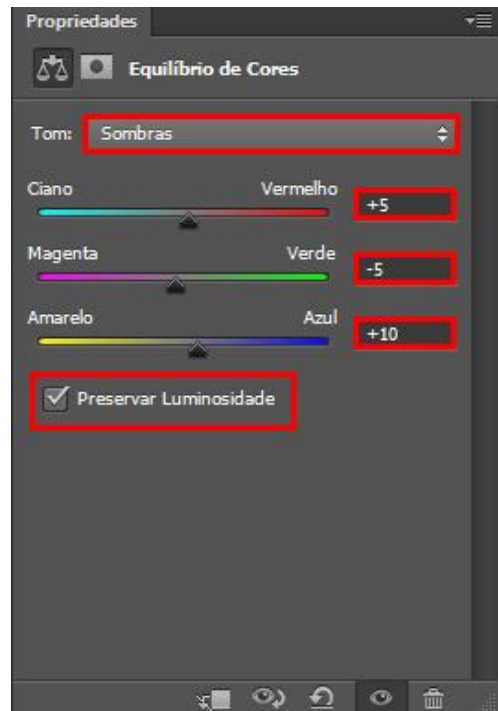 Propriedades
Equilíbrio de Cores
Tom: Sombras
Ciano Vermelho +5
Magenta Verde -5
Amarelo Azul +10
Preservar Luminosidade